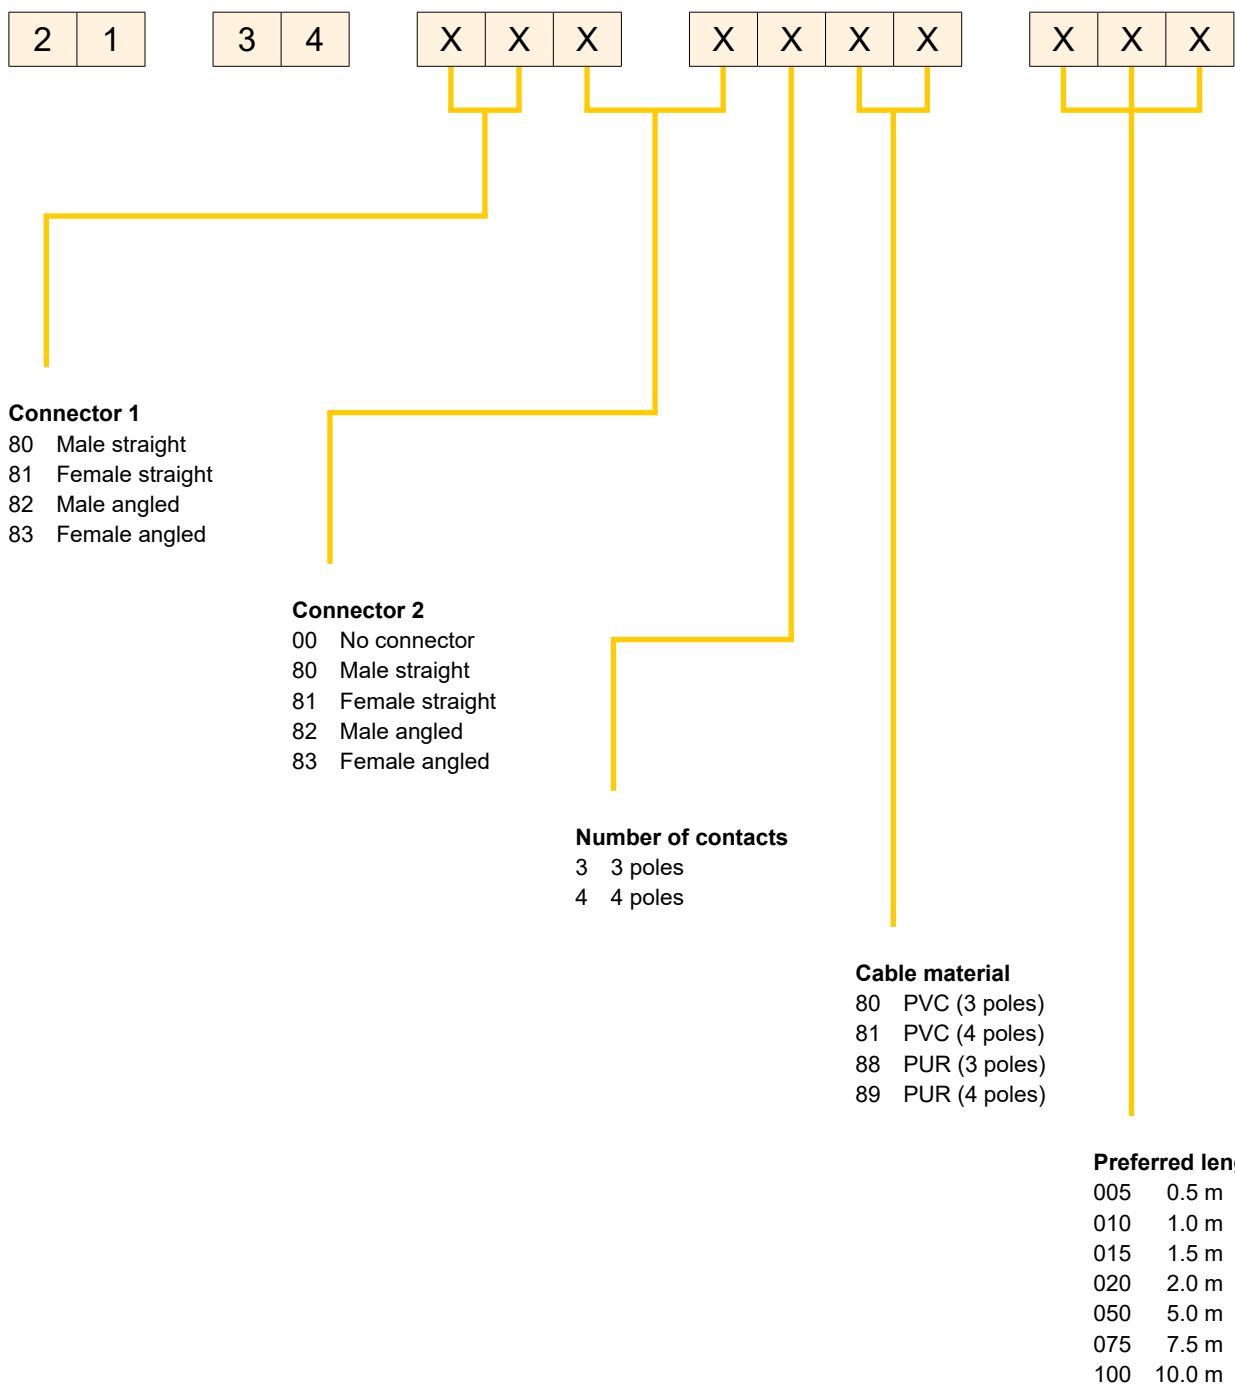 2 1 3 4 X X X X X X X X X X
Connector 1
80 Male straight
81 Female straight
82 Male angled
83 Female angled
Connector 2
00 No connector
80 Male straight
81 Female straight
82 Male angled
83 Female angled
Number of contacts
3 3 poles
4 4 poles
Cable material
80 PVC (3 poles)
81 PVC (4 poles)
88 PUR (3 poles)
89 PUR (4 poles)
Preferred
005 0.5 m
010 1.0 m
015 1.5 m
020 2.0 m
050 5.0 m
075 7.5 m
100 10.0 m